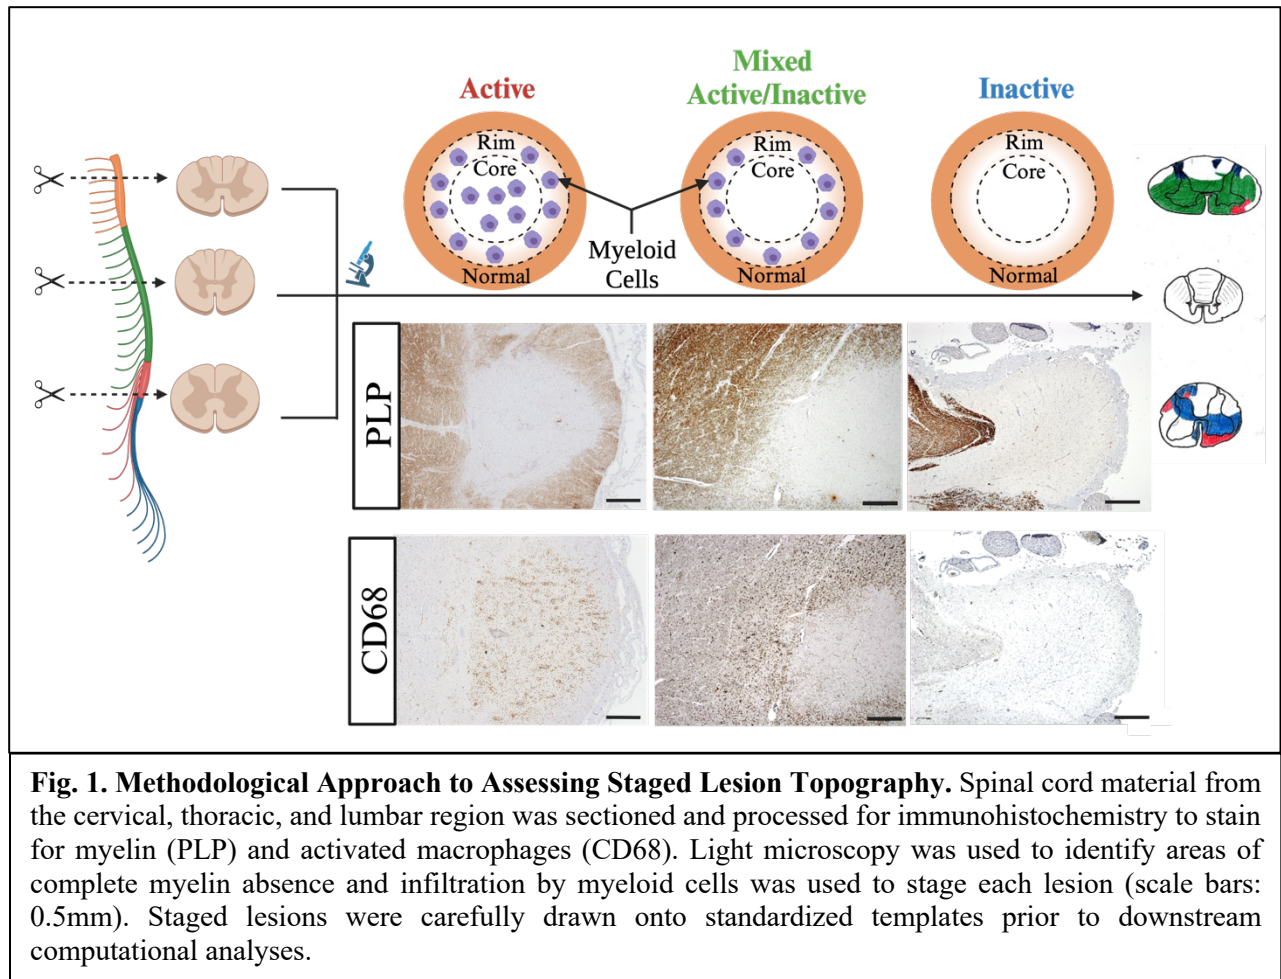 Active
Mixed
Active/Inactive
Inactive
Rim
Core
Normal
Rim
Core
Normal
Rim
Core
Normal
Myeloid
Cells
PLP
CD68
Fig. 1. Methodological Approach to Assessing Staged Lesion Topography. Spinal cord material from
the cervical, thoracic, and lumbar region was sectioned and processed for immunohistochemistry to stain
for myelin (PLP) and activated macrophages (CD68). Light microscopy was used to identify areas of
complete myelin absence and infiltration by myeloid cells was used to stage each lesion (scale bars:
0.5mm). Staged lesions were carefully drawn onto standardized templates prior to downstream
computational analyses.